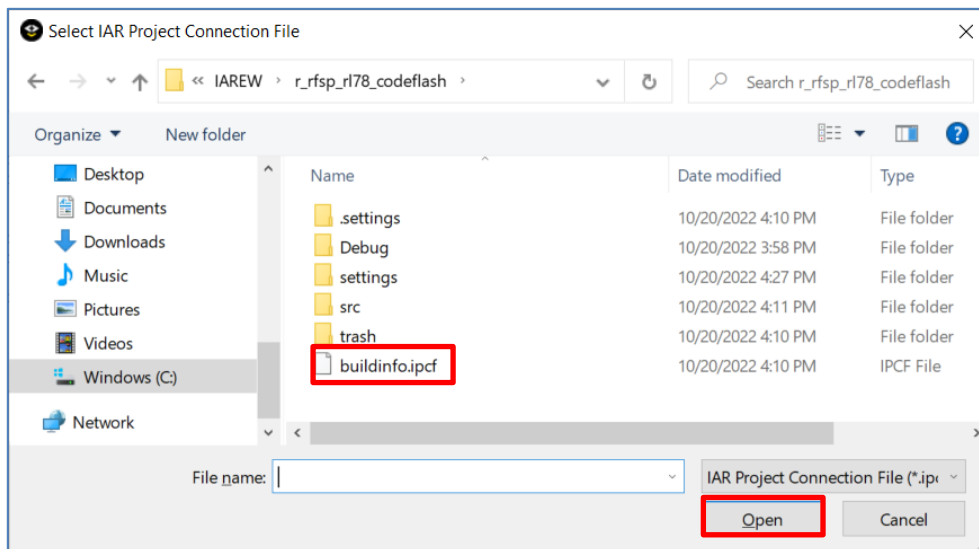 Select IAR Project Connection File
« IAREW › r_rfsp_rl78_codeflash ›
Search r_rfsp_rl78_codeflash
Organize
New folder
?
Name
Date modified
Type
Desktop
Documents
Downloads
Music
Pictures
Videos
Windows (C:)
Network
.settings 10/20/2022 4:10 PM File folder
Debug 10/20/2022 3:58 PM File folder
settings 10/20/2022 4:27 PM File folder
src 10/20/2022 4:11 PM File folder
trash 10/20/2022 4:10 PM File folder
buildinfo.ipcf 10/20/2022 4:10 PM IPCF File
File name:
IAR Project Connection File (*.ip
Open
Cancel